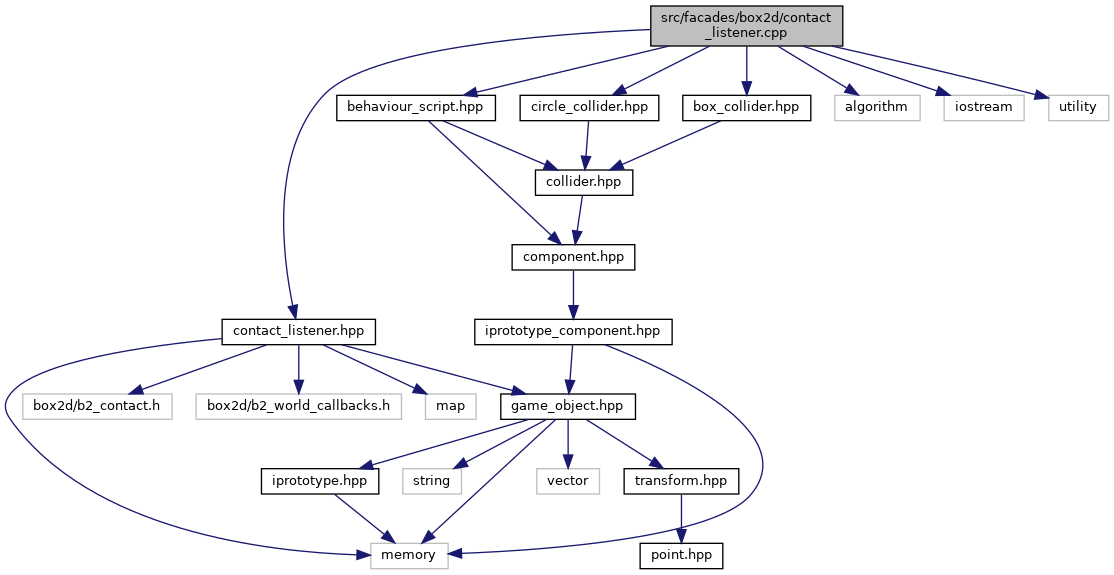 src/facades/box2d/contact
_listener.cpp
behaviour_script.hpp
circle_collider.hpp
box_collider.hpp
algorithm
iostream
utility
collider.hpp
component.hpp
contact_listener.hpp
iprototype_component.hpp
box2d/b2_contact.h
box2d/b2_world_callbacks.h
map
game_object.hpp
iprototype.hpp
string
vector
transform.hpp
memory
point.hpp